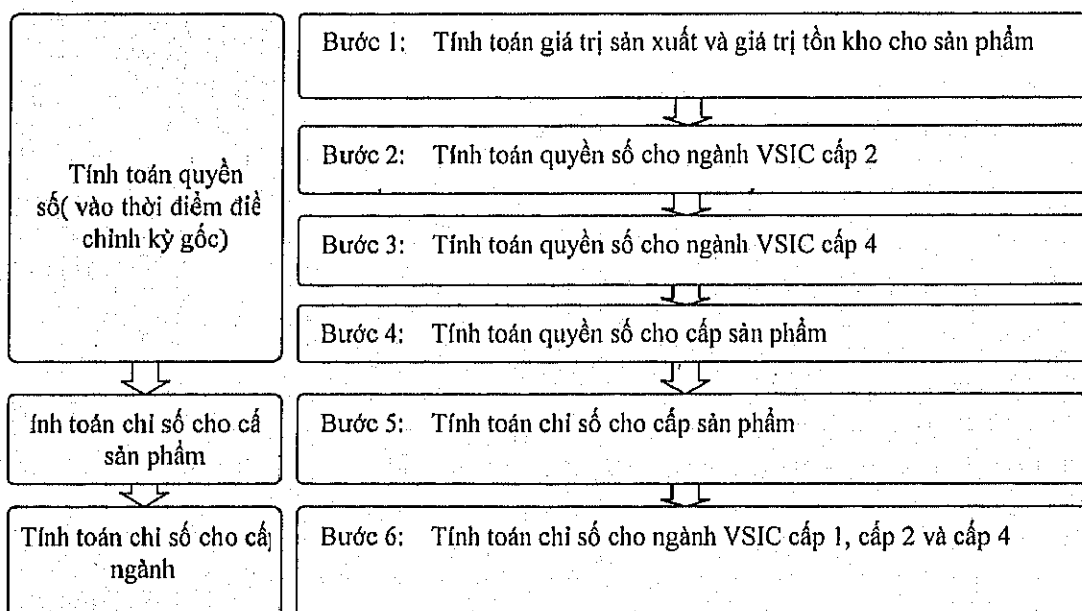 Bước 1: Tính toán giá trị sản xuất và giá trị tồn kho cho sản phẩm
Bước 2: Tính toán quyền số cho ngành VSIC cấp 2
Tính toán quyền
số( vào thời điểm điề
chỉnh kỳ gốc)
Bước 3: Tính toán quyền số cho ngành VSIC cấp 4
Bước 4: Tính toán quyền số cho cấp sản phẩm
ính toán chỉ số cho cấ
sản phẩm
Bước 5: Tính toán chỉ số cho cấp sản phẩm
Tính toán chỉ số cho cấp
ngành
Bước 6: Tính toán chỉ số cho ngành VSIC cấp 1, cấp 2 và cấp 4